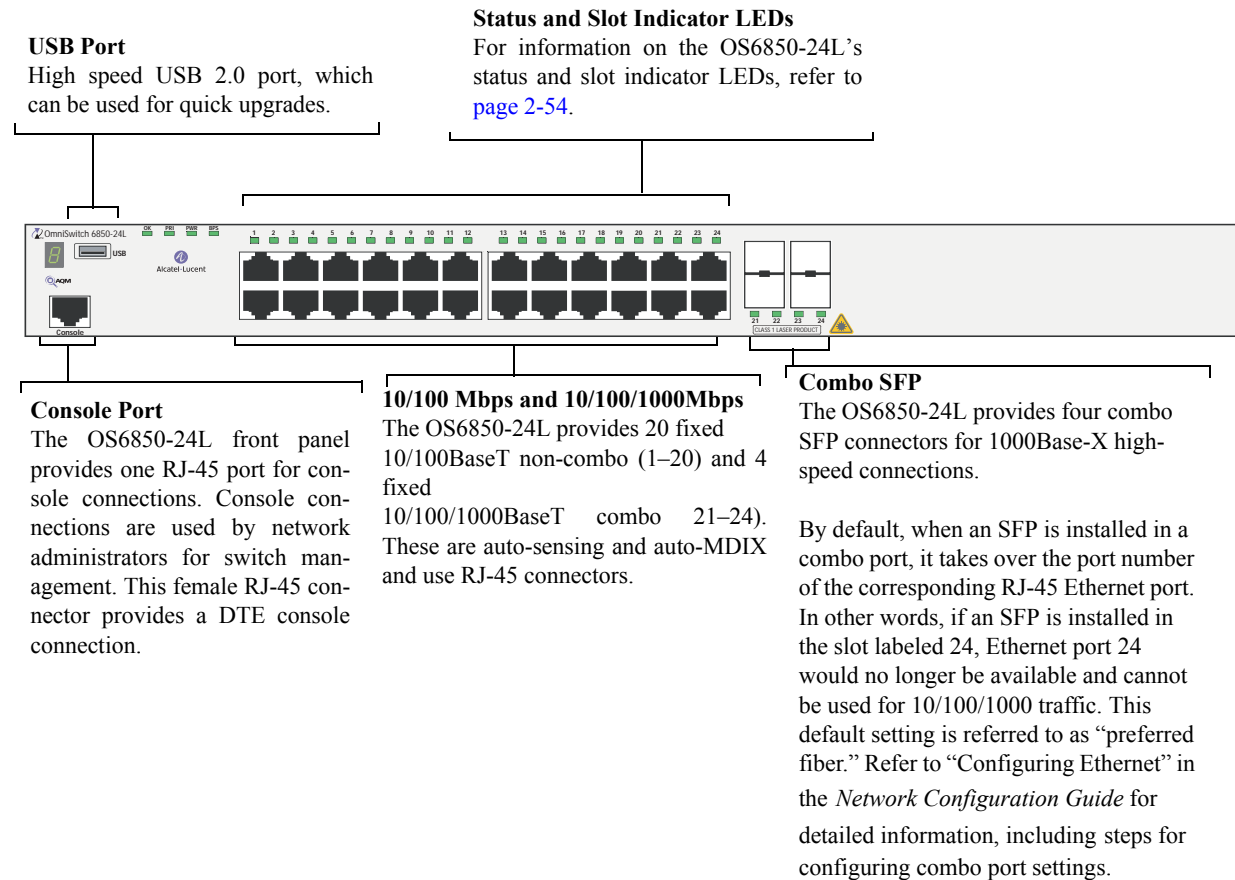 USB Port
High speed USB 2.0 port, which
can be used for quick upgrades.
Status and Slot Indicator LEDs
For information on the OS6850-24L's
status and slot indicator LEDs, refer to
page 2-54.
OmniSwitch 6850-24L
OK PRI PWR BPS
USB
AQM
Alcatel·Lucent
Console
1 2 3 4 5 6 7 8 9 10 11 12 13 14 15 16 17 18 19 20 21 22 23 24
21 22 23 24
CLASS 1 LASER PRODUCT
Console Port
The OS6850-24L front panel
provides one RJ-45 port for con-
sole connections. Console con-
nections are used by network
administrators for switch man-
agement. This female RJ-45 con-
nector provides a DTE console
connection.
10/100 Mbps and 10/100/1000Mbps
The OS6850-24L provides 20 fixed
10/100BaseT non-combo (1–20) and 4
fixed
10/100/1000BaseT combo 21–24).
These are auto-sensing and auto-MDIX
and use RJ-45 connectors.
Combo SFP
The OS6850-24L provides four combo
SFP connectors for 1000Base-X high-
speed connections.
By default, when an SFP is installed in a
combo port, it takes over the port number
of the corresponding RJ-45 Ethernet port.
In other words, if an SFP is installed in
the slot labeled 24, Ethernet port 24
would no longer be available and cannot
be used for 10/100/1000 traffic. This
default setting is referred to as “preferred
fiber.” Refer to “Configuring Ethernet” in
the Network Configuration Guide for
detailed information, including steps for
configuring combo port settings.